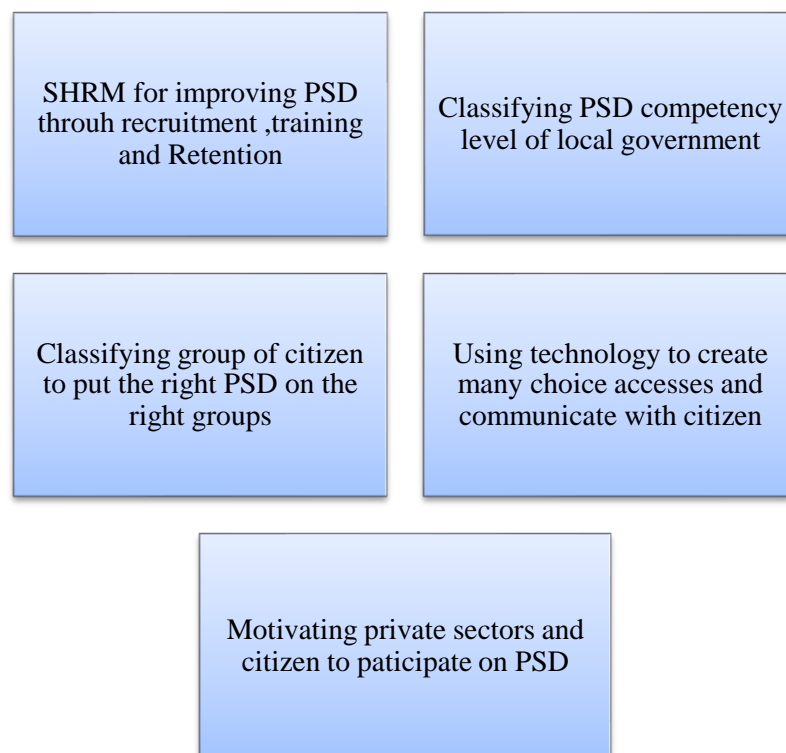 SHRM for improving PSD
throuh recruitment ,training
and Retention
Classifying PSD competency
level of local government
Classifying group of citizen
to put the right PSD on the
right groups
Using technology to create
many choice accesses and
communicate with citizen
Motivating private sectors and
citizen to paticipate on PSD